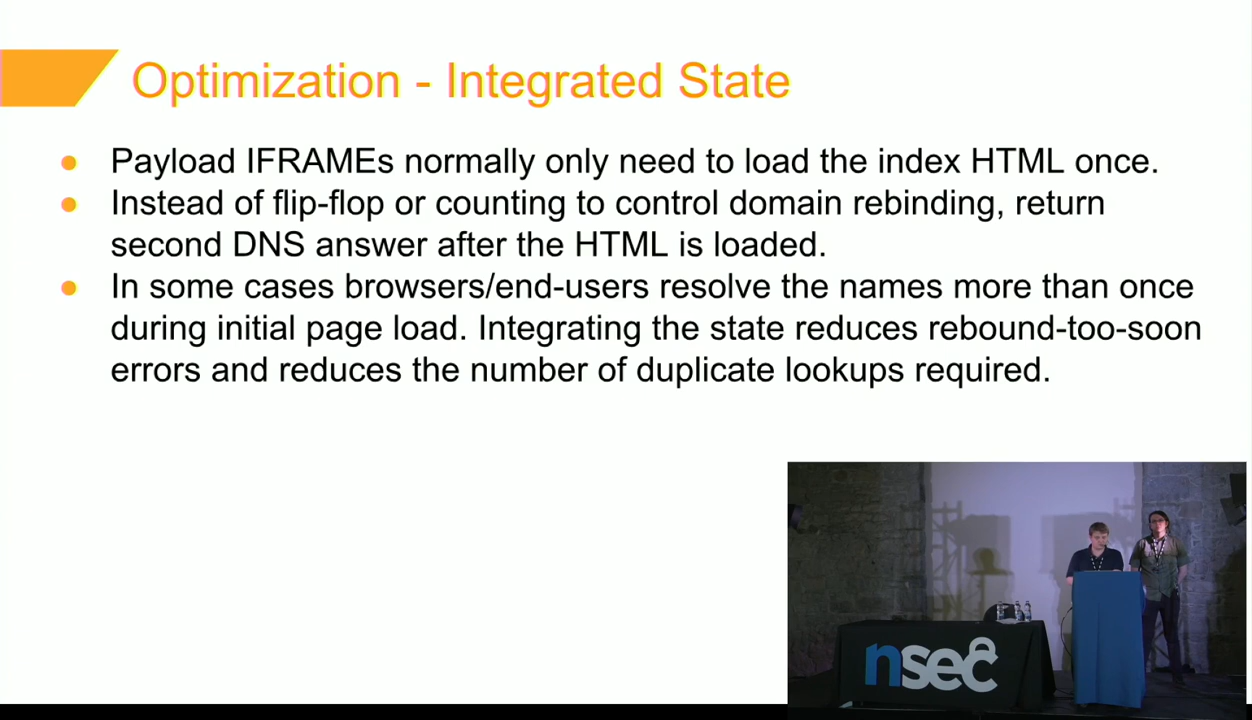 Optimization - Integrated State
● Payload IFRAMEs normally only need to load the index HTML once.
● Instead of flip-flop or counting to control domain rebinding, return
second DNS answer after the HTML is loaded.
● In some cases browsers/end-users resolve the names more than once
during initial page load. Integrating the state reduces rebound-too-soon
errors and reduces the number of duplicate lookups required.
nsec